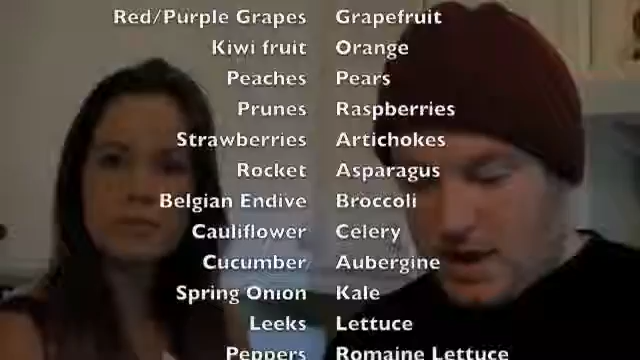 Red/Purple Grapes Grapefruit
Kiwi fruit Orange
Peaches Pears
Prunes Raspberries
Strawberries Artichokes
Rocket Asparagus
Belgian Endive Broccoli
Cauliflower Celery
Cucumber Aubergine
Spring Onion Kale
Leeks Lettuce
Peppers Romaine Lettuce